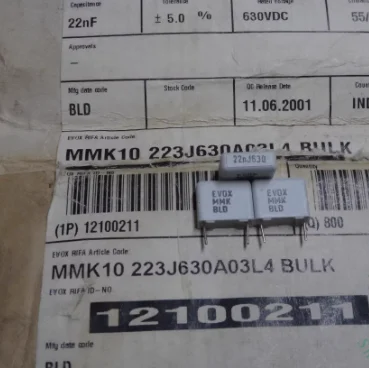 Capacitance
22nF
± 5.0 %
630VDC
55/
Approvals
—
Mfg date code
Stock Code
QC Release Date
BLD
11.06.2001
IND
EVOX RIFA Article Code:
MMK10 223J630A03L4 BULK
22nJ630
EVOX
MMK
BLD
EVOX
MMK
BLD
(1P) 12100211
Q) 800
EVOX RIFA Article Code:
MMK10 223J630A03L4 BULK
EVOX RIFA ID-NO.
12100211
Mfg date code
BLD